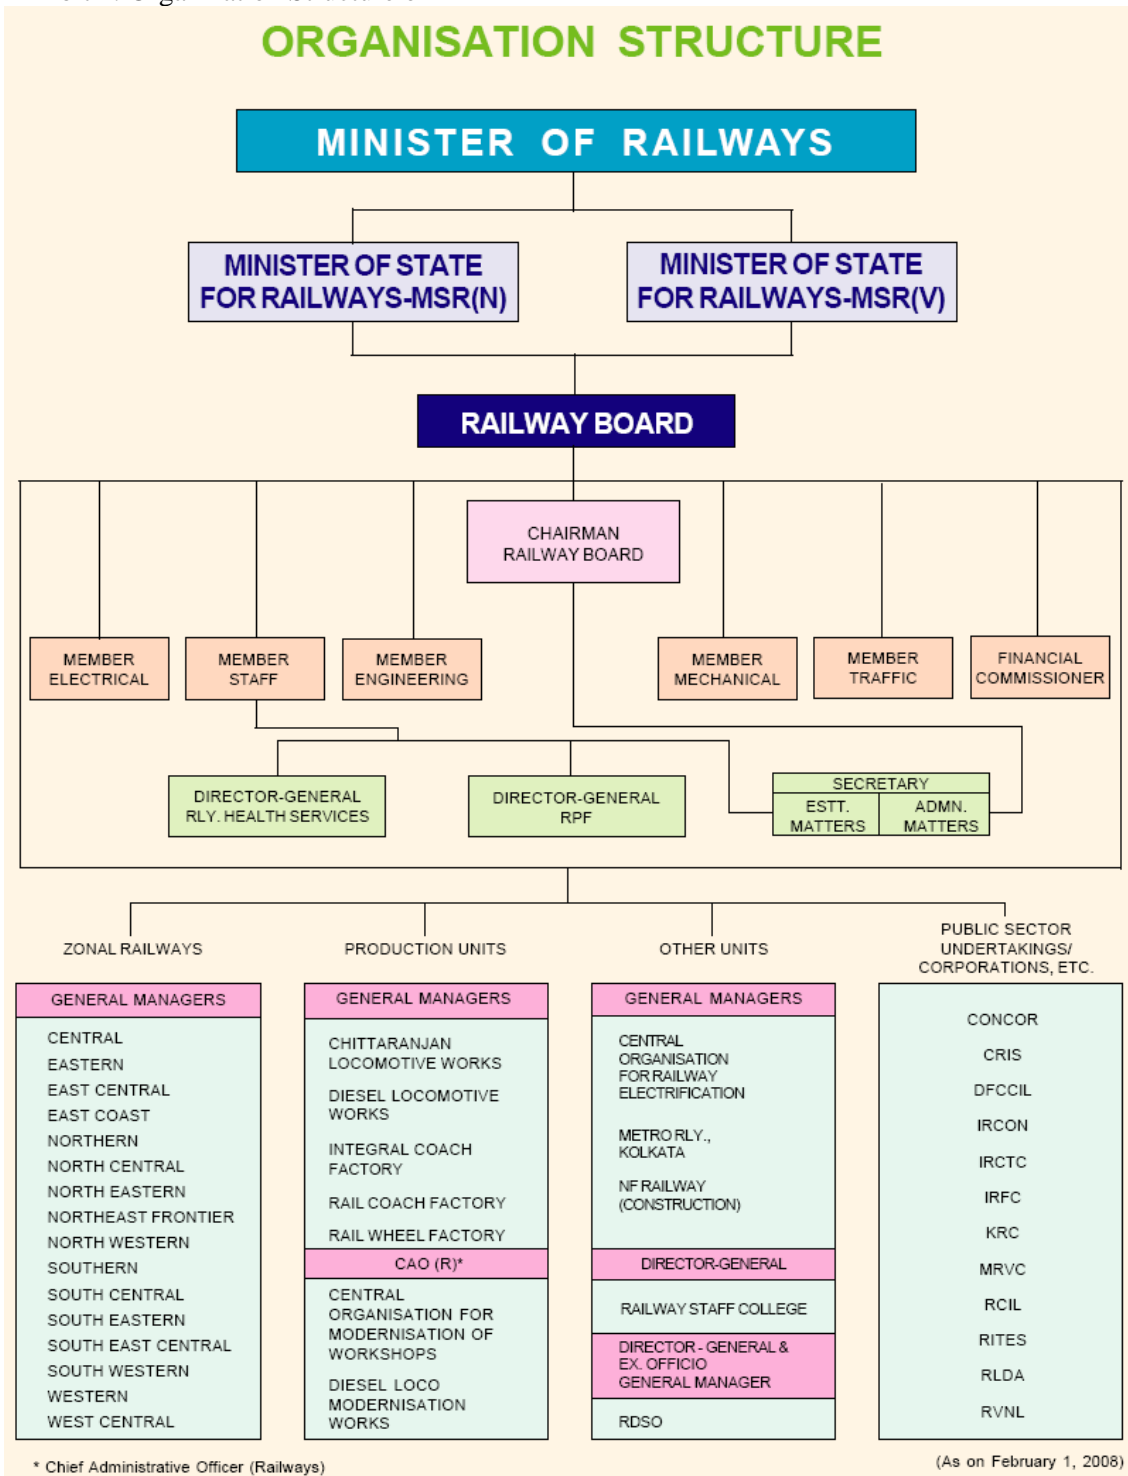 ORGANISATION STRUCTURE
MINISTER OF RAILWAYS
MINISTER OF STATE
FOR RAILWAYS-MSR(N)
MINISTER OF STATE
FOR RAILWAYS-MSR(V)
RAILWAY BOARD
CHAIRMAN
RAILWAY BOARD
MEMBER
ELECTRICAL
MEMBER
STAFF
MEMBER
ENGINEERING
MEMBER
MECHANICAL
MEMBER
TRAFFIC
FINANCIAL
COMMISSIONER
DIRECTOR-GENERAL
RLY. HEALTH SERVICES
DIRECTOR-GENERAL
RPF
SECRETARY
ESTT.
MATTERS
ADMN.
MATTERS
ZONAL RAILWAYS
GENERAL MANAGERS
CENTRAL
EASTERN
EAST CENTRAL
EAST COAST
NORTHERN
NORTH CENTRAL
NORTH EASTERN
NORTHEAST FRONTIER
NORTH WESTERN
SOUTHERN
SOUTH CENTRAL
SOUTH EASTERN
SOUTH EAST CENTRAL
SOUTH WESTERN
WESTERN
WEST CENTRAL
PRODUCTION UNITS
GENERAL MANAGERS
CHITTARANJAN
LOCOMOTIVE WORKS
DIESEL LOCOMOTIVE
WORKS
INTEGRAL COACH
FACTORY
RAIL COACH FACTORY
RAIL WHEEL FACTORY
CAO (R)*
CENTRAL
ORGANISATION FOR
MODERNISATION OF
WORKSHOPS
DIESEL LOCO
MODERNISATION
WORKS
OTHER UNITS
GENERAL MANAGERS
CENTRAL
ORGANISATION
FOR RAILWAY
ELECTRIFICATION
METRO RLY.,
KOLKATA
NF RAILWAY
(CONSTRUCTION)
DIRECTOR-GENERAL
RAILWAY STAFF COLLEGE
DIRECTOR - GENERAL &
EX. OFFICIO
GENERAL MANAGER
RDSO
PUBLIC SECTOR
UNDERTAKINGS/
CORPORATIONS, ETC.
CONCOR
CRIS
DFCCIL
IRCON
IRCTC
IRFC
KRC
MRVC
RCIL
RITES
RLDA
RVNL
* Chief Administrative Officer (Railways)
(As on February 1, 2008)